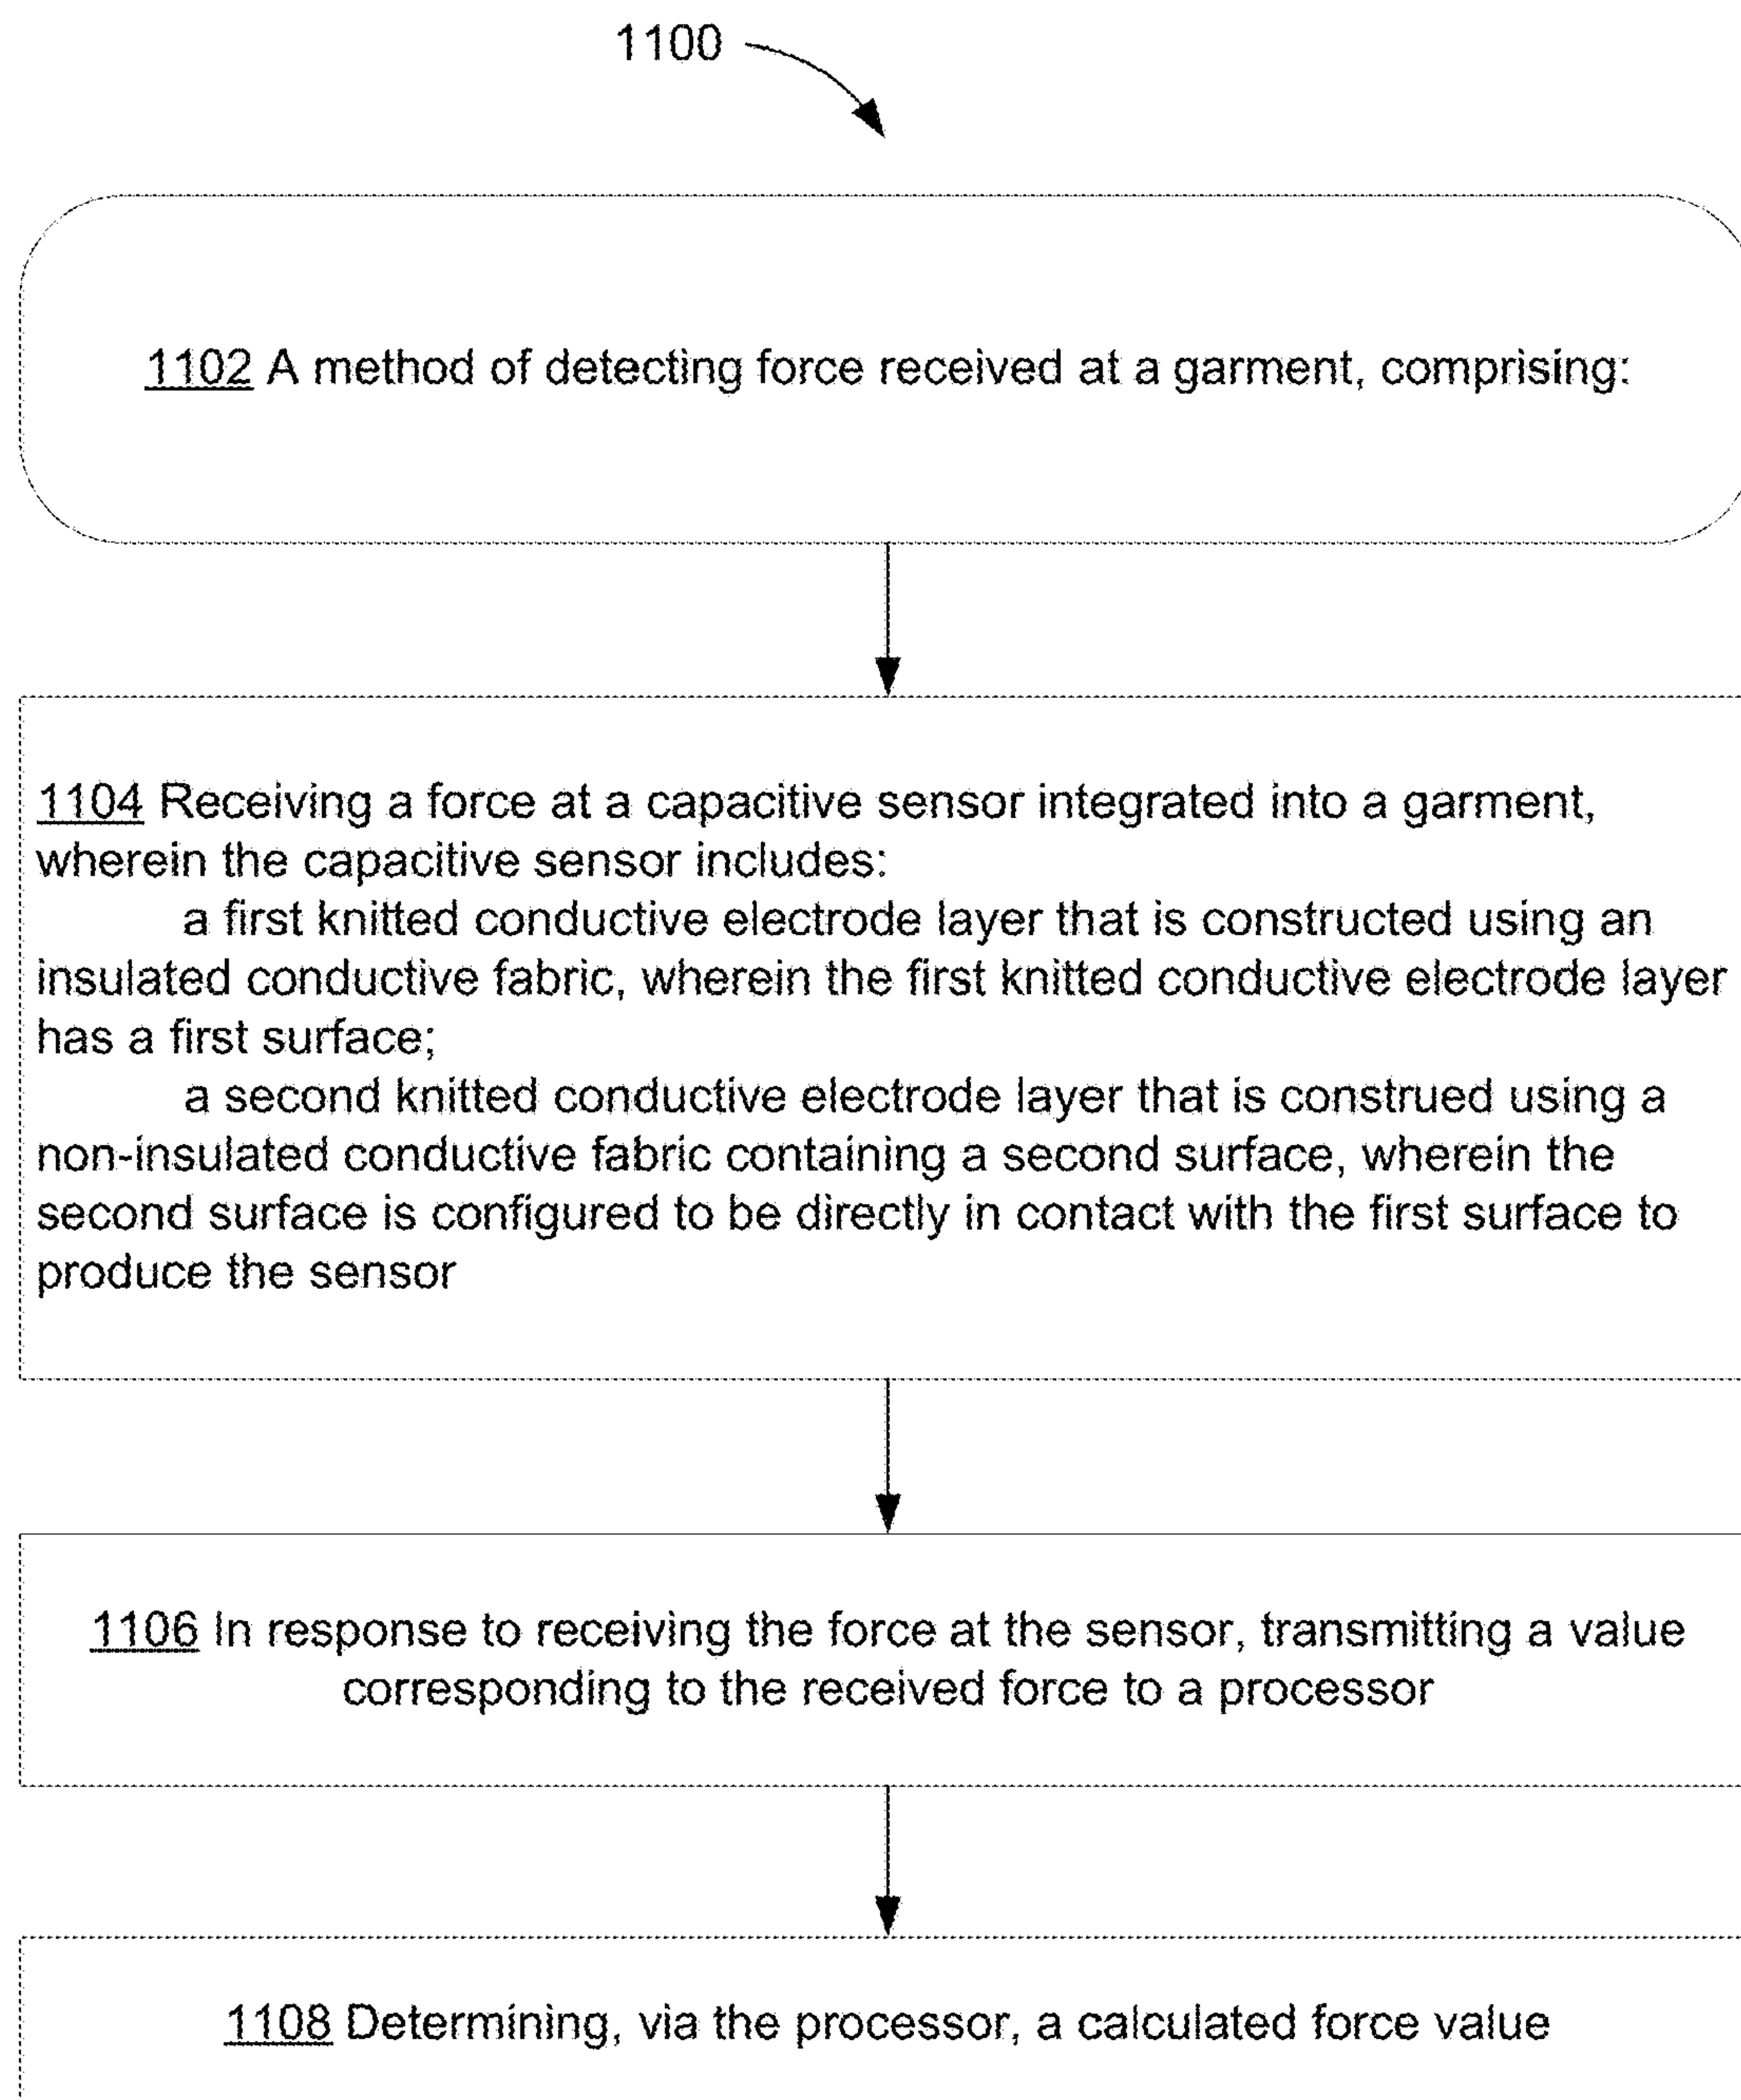 1100
1102 A method of detecting force received at a garment, comprising:
1104 Receiving a force at a capacitive sensor integrated into a garment,
wherein the capacitive sensor includes:
a first knitted conductive electrode layer that is constructed using an
insulated conductive fabric, wherein the first knitted conductive electrode layer
has a first surface;
a second knitted conductive electrode layer that is construed using a
non-insulated conductive fabric containing a second surface, wherein the
second surface is configured to be directly in contact with the first surface to
produce the sensor
1106 In response to receiving the force at the sensor, transmitting a value
corresponding to the received force to a processor
1108 Determining, via the processor, a calculated force value